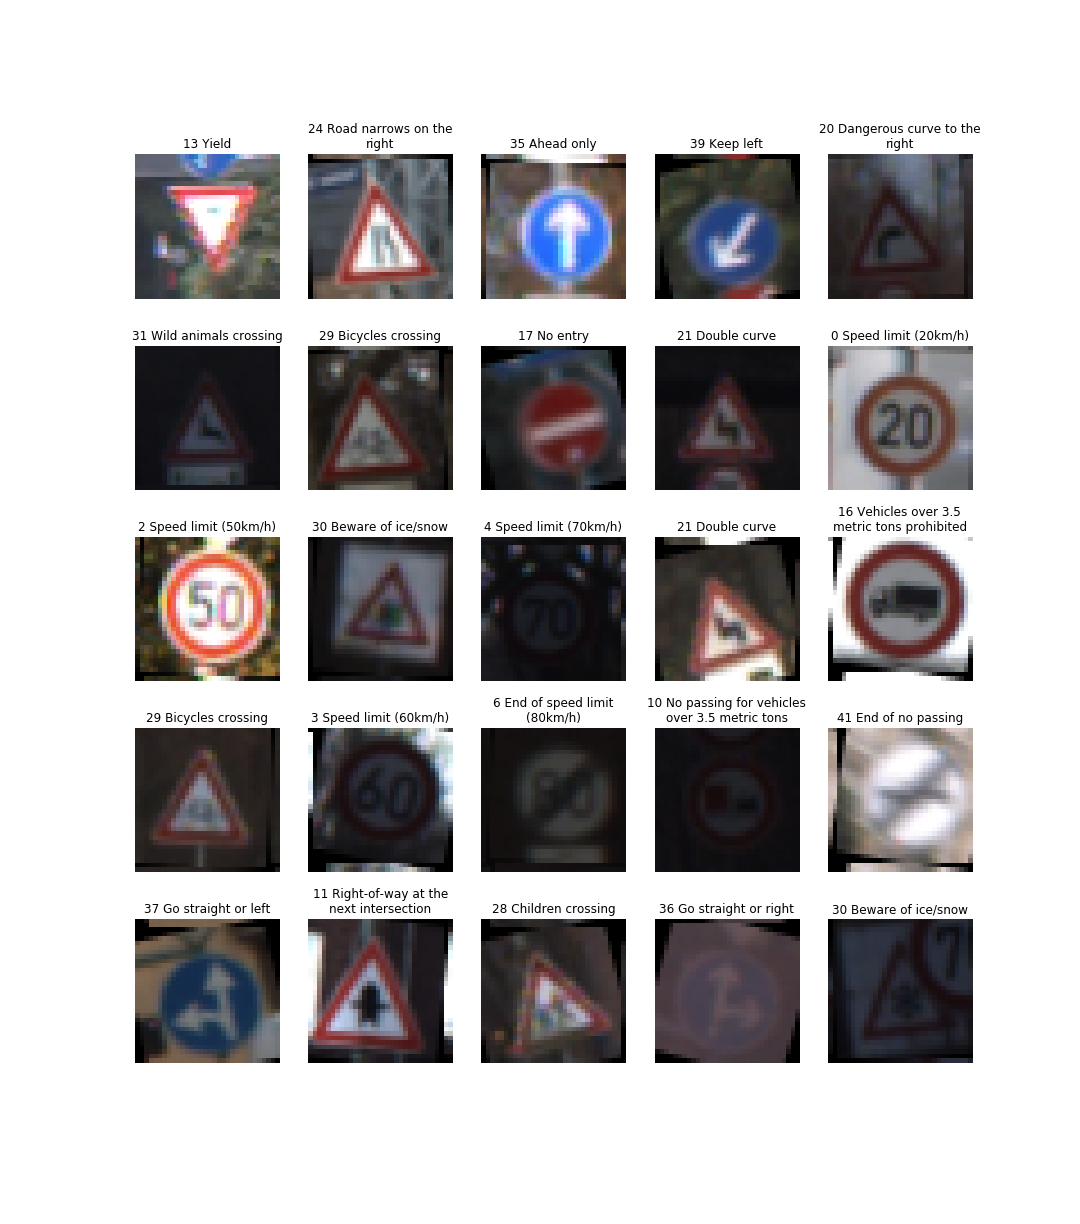 13 Yield
24 Road narrows on the
right
35 Ahead only
39 Keep left
20 Dangerous curve to the
right
31 Wild animals crossing
29 Bicycles crossing
17 No entry
21 Double curve
0 Speed limit (20km/h)
20
2 Speed limit (50km/h)
30 Beware of ice/snow
4 Speed limit (70km/h)
21 Double curve
16 Vehicles over 3.5
metric tons prohibited
50
70
29 Bicycles crossing
3 Speed limit (60km/h)
6 End of speed limit
(80km/h)
10 No passing for vehicles
over 3.5 metric tons
41 End of no passing
60
80
37 Go straight or left
11 Right-of-way at the
next intersection
28 Children crossing
36 Go straight or right
30 Beware of ice/snow
7